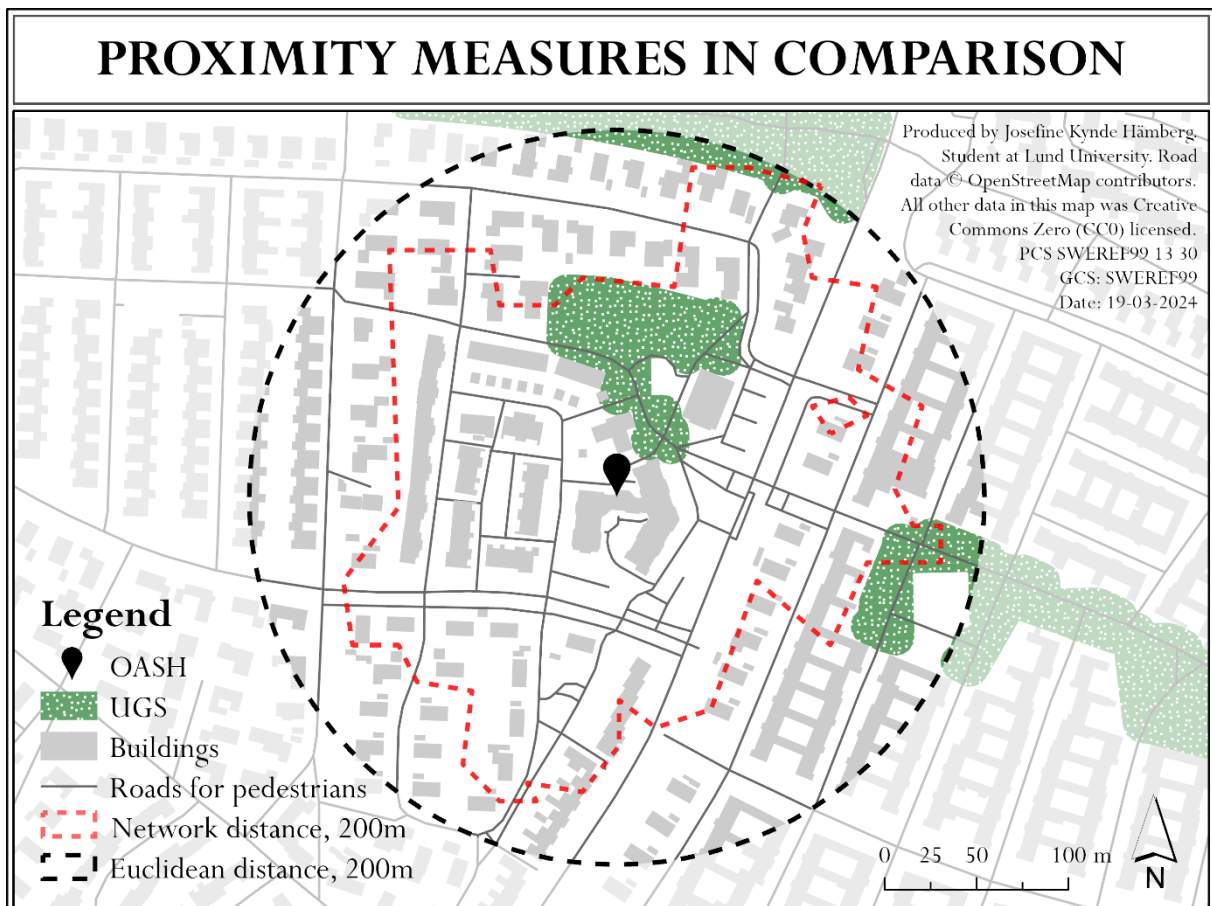 PROXIMITY MEASURES IN COMPARISON
Produced by Josefine Kynde Hämberg.
Student at Lund University. Road
data © OpenStreetMap contributors.
All other data in this map was Creative
Commons Zero (CC0) licensed.
PCS SWEREF99 13 30
GCS: SWEREF99
Date: 19-03-2024
Legend
OASH
UGS
Buildings
Roads for pedestrians
Network distance, 200m
Euclidean distance, 200m
0 25 50 100 m
N